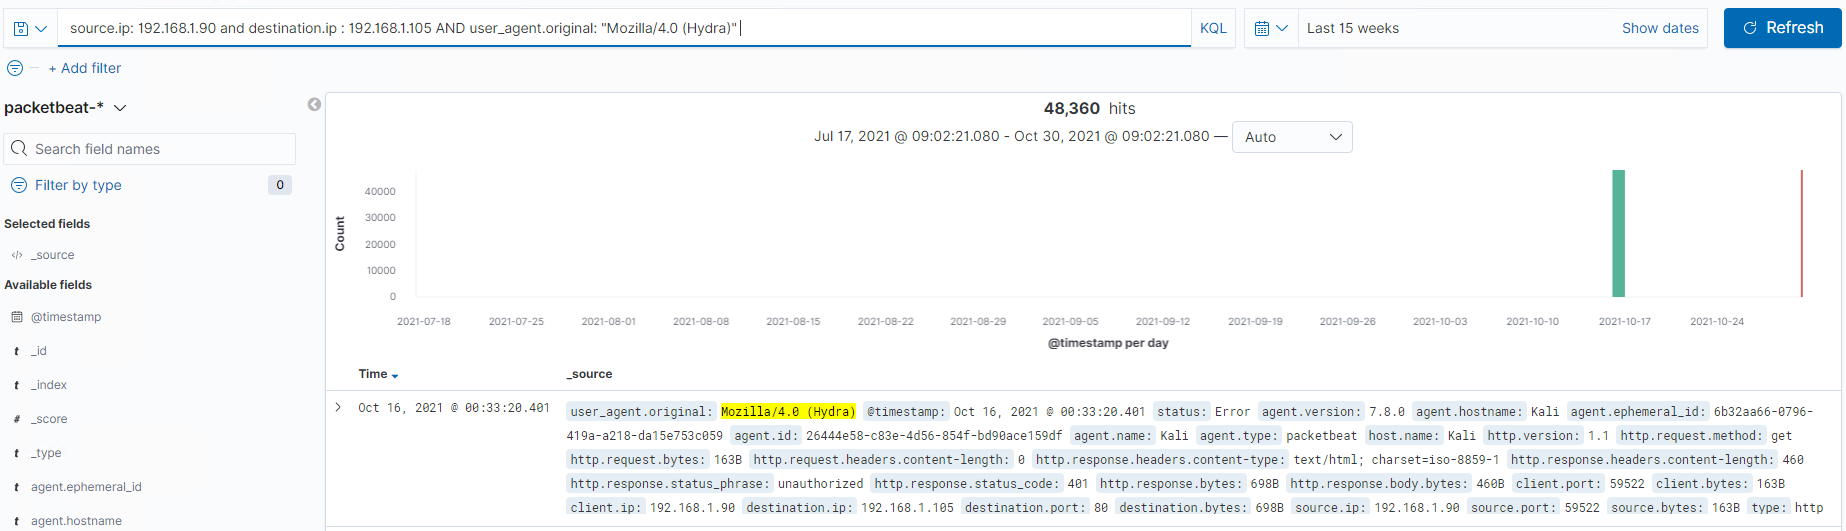 source.ip: 192.168.1.90 and destination.ip : 192.168.1.105 AND user_agent.original: "Mozilla/4.0 (Hydra)" KQL Last 15 weeks Show dates Refresh
+ Add filter
packetbeat-*
Search field names
Filter by type 0
Selected fields
</> _source
Available fields
@timestamp
t _id
t _index
# _score
t _type
t agent.ephemeral_id
t agent.hostname
48,360 hits
Jul 17, 2021 @ 09:02:21.080 - Oct 30, 2021 @ 09:02:21.080 — Auto
Count
40000
30000
20000
10000
0
2021-07-18 2021-07-25 2021-08-01 2021-08-08 2021-08-15 2021-08-22 2021-08-29 2021-09-05 2021-09-12 2021-09-19 2021-09-26 2021-10-03 2021-10-10 2021-10-17 2021-10-24
@timestamp per day
Time _source
Oct 16, 2021 @ 00:33:20.401 user_agent.original: Mozilla/4.0 (Hydra) @timestamp: Oct 16, 2021 @ 00:33:20.401 status: Error agent.version: 7.8.0 agent.hostname: Kali agent.ephemeral_id: 6b32aa66-0796-
419a-a218-da15e753c059 agent.id: 26444e58-c83e-4d56-854f-bd90ace159df agent.name: Kali agent.type: packetbeat host.name: Kali http.version: 1.1 http.request.method: get
http.request.bytes: 163B http.request.headers.content-length: 0 http.response.headers.content-type: text/html; charset=iso-8859-1 http.response.headers.content-length: 460
http.response.status_phrase: unauthorized http.response.status_code: 401 http.response.bytes: 698B http.response.body.bytes: 460B client.port: 59522 client.bytes: 163B
client.ip: 192.168.1.90 destination.ip: 192.168.1.105 destination.port: 80 destination.bytes: 698B source.ip: 192.168.1.90 source.port: 59522 source.bytes: 163B type: http